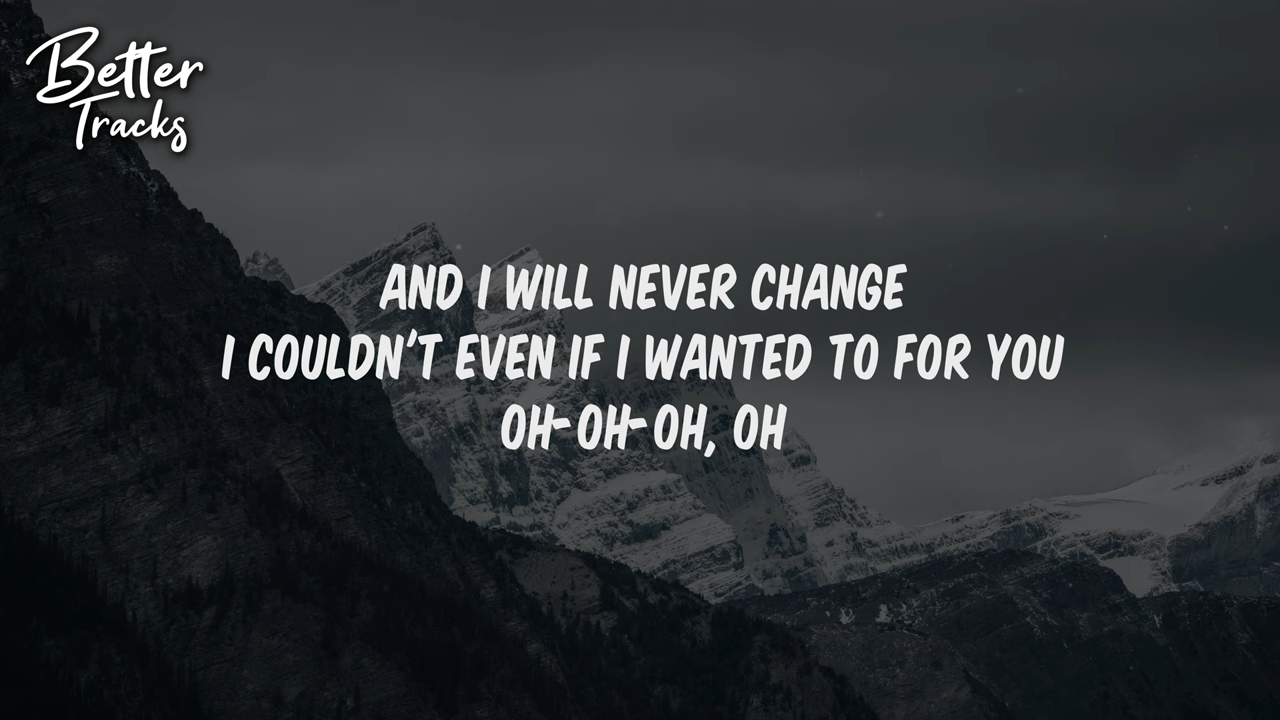 Better
Tracks
AND I WILL NEVER CHANGE
I COULDN'T EVEN IF I WANTED TO FOR YOU
OH-OH-OH, OH